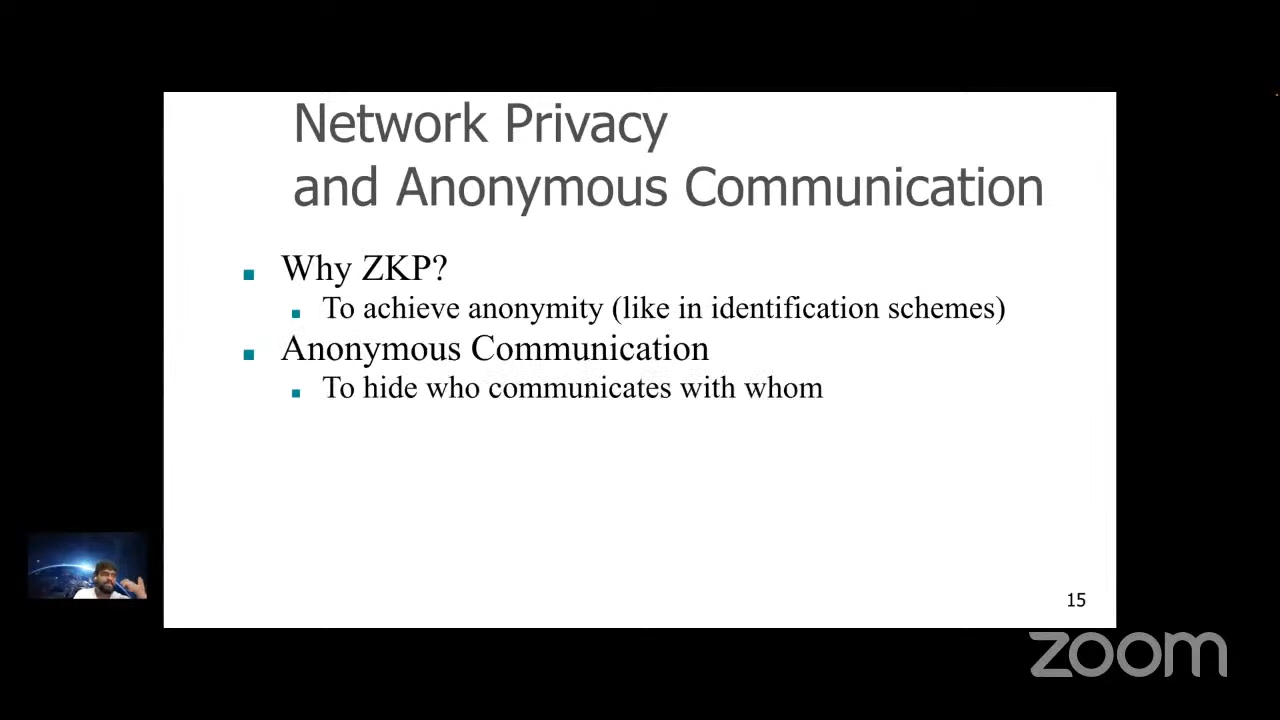 Network Privacy
and Anonymous Communication
Why ZKP?
To achieve anonymity (like in identification schemes)
Anonymous Communication
To hide who communicates with whom
15
zoom